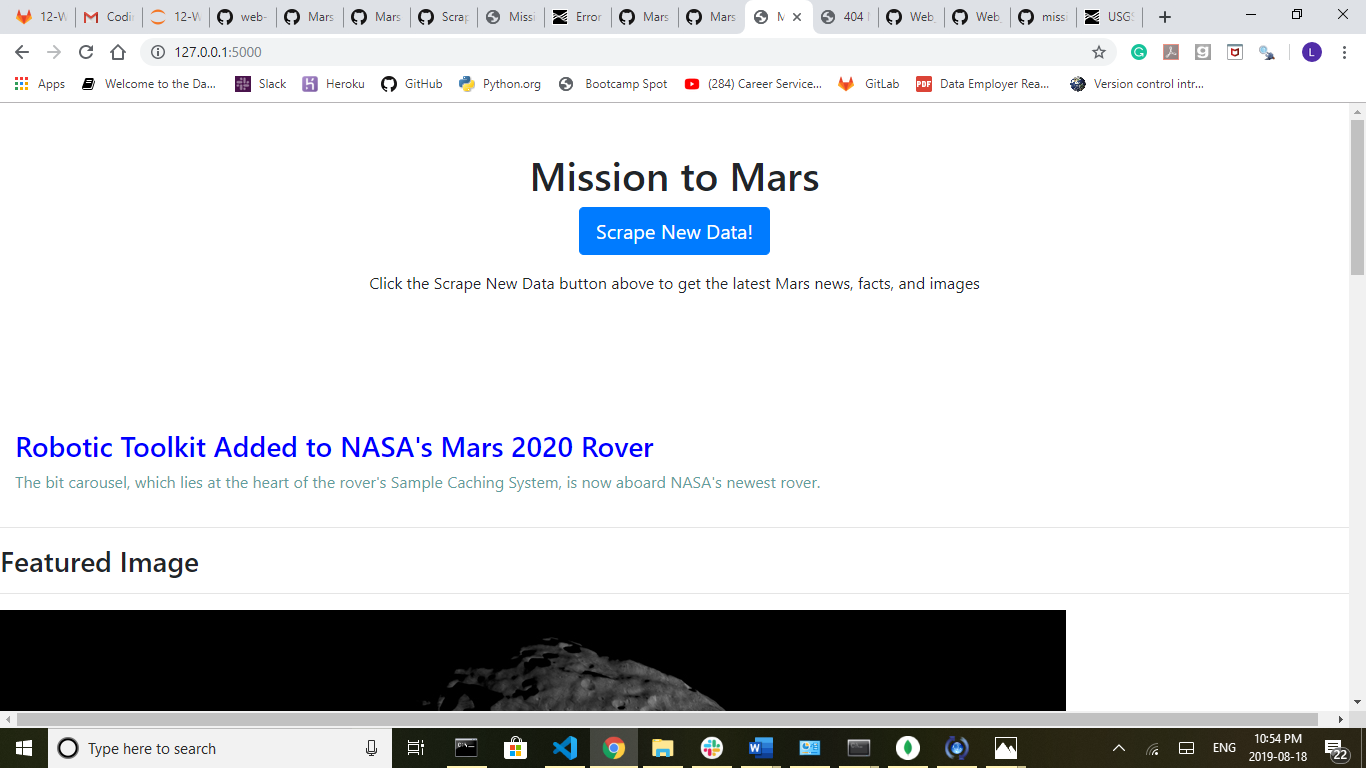 12-W
Codin
12-W
web-
Mars
Mars
Scrap
Missi
Error
Mars
Mars
M
404
Web
Web
missi
USGS
127.0.0.1:5000
L
Apps
Welcome to the Da...
Slack
Heroku
GitHub
Python.org
Bootcamp Spot
(284) Career Service...
GitLab
PDF
Data Employer Rea...
Version control intr...
Mission to Mars
Scrape New Data!
Click the Scrape New Data button above to get the latest Mars news, facts, and images
Robotic Toolkit Added to NASA's Mars 2020 Rover
The bit carousel, which lies at the heart of the rover's Sample Caching System, is now aboard NASA's newest rover.
Featured Image
Type here to search
ENG
10:54 PM
2019-08-18
22